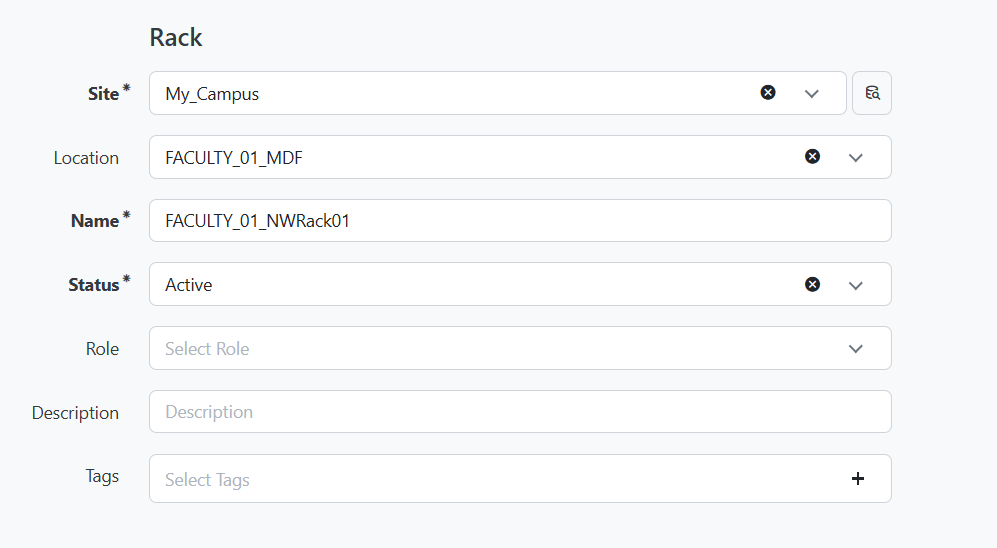 Rack
Site* My_Campus
Location FACULTY_01_MDF
Name* FACULTY_01_NWRack01
Status* Active
Role Select Role
Description Description
Tags Select Tags